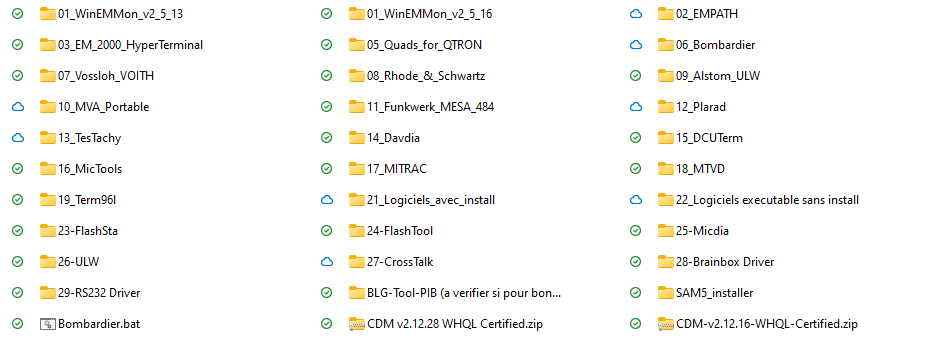 01_WinEMMon_v2_5_13
01_WinEMMon_v2_5_16
02_EMPATH
03_EM_2000_HyperTerminal
05_Quads_for_QTRON
06_Bombardier
07_Vossloh_VOITH
08_Rhode_&_Schwartz
09_Alstom_ULW
10_MVA_Portable
11_Funkwerk_MESA_484
12_Plarad
13_TesTachy
14_Davdia
15_DCUTerm
16_MicTools
17_MITRAC
18_MTVD
19_Term96l
21_Logiciels_avec_install
22_Logiciels executable sans install
23-FlashSta
24-FlashTool
25-Micdia
26-ULW
27-CrossTalk
28-Brainbox Driver
29-RS232 Driver
BLG-Tool-PIB (a verifier si pour bon...
SAM5_installer
Bombardier.bat
CDM v2.12.28 WHQL Certified.zip
CDM-v2.12.16-WHQL-Certified.zip